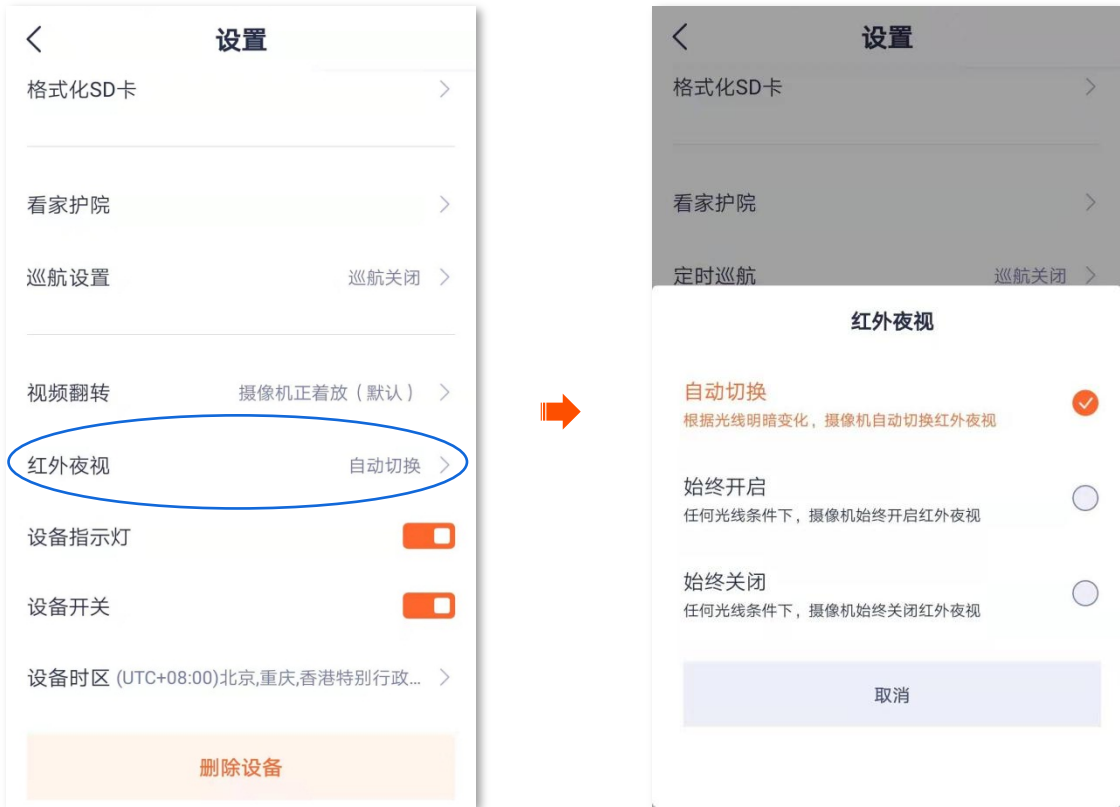 设置
格式化SD卡
看家护院
巡航设置 巡航关闭
视频翻转 摄像机正着放（默认）
红外夜视 自动切换
设备指示灯
设备开关
设备时区 (UTC+08:00)北京,重庆,香港特别行政...
删除设备
设置
格式化SD卡
看家护院
定时巡航 巡航关闭
红外夜视
自动切换
根据光线明暗变化，摄像机自动切换红外夜视
始终开启
任何光线条件下，摄像机始终开启红外夜视
始终关闭
任何光线条件下，摄像机始终关闭红外夜视
取消